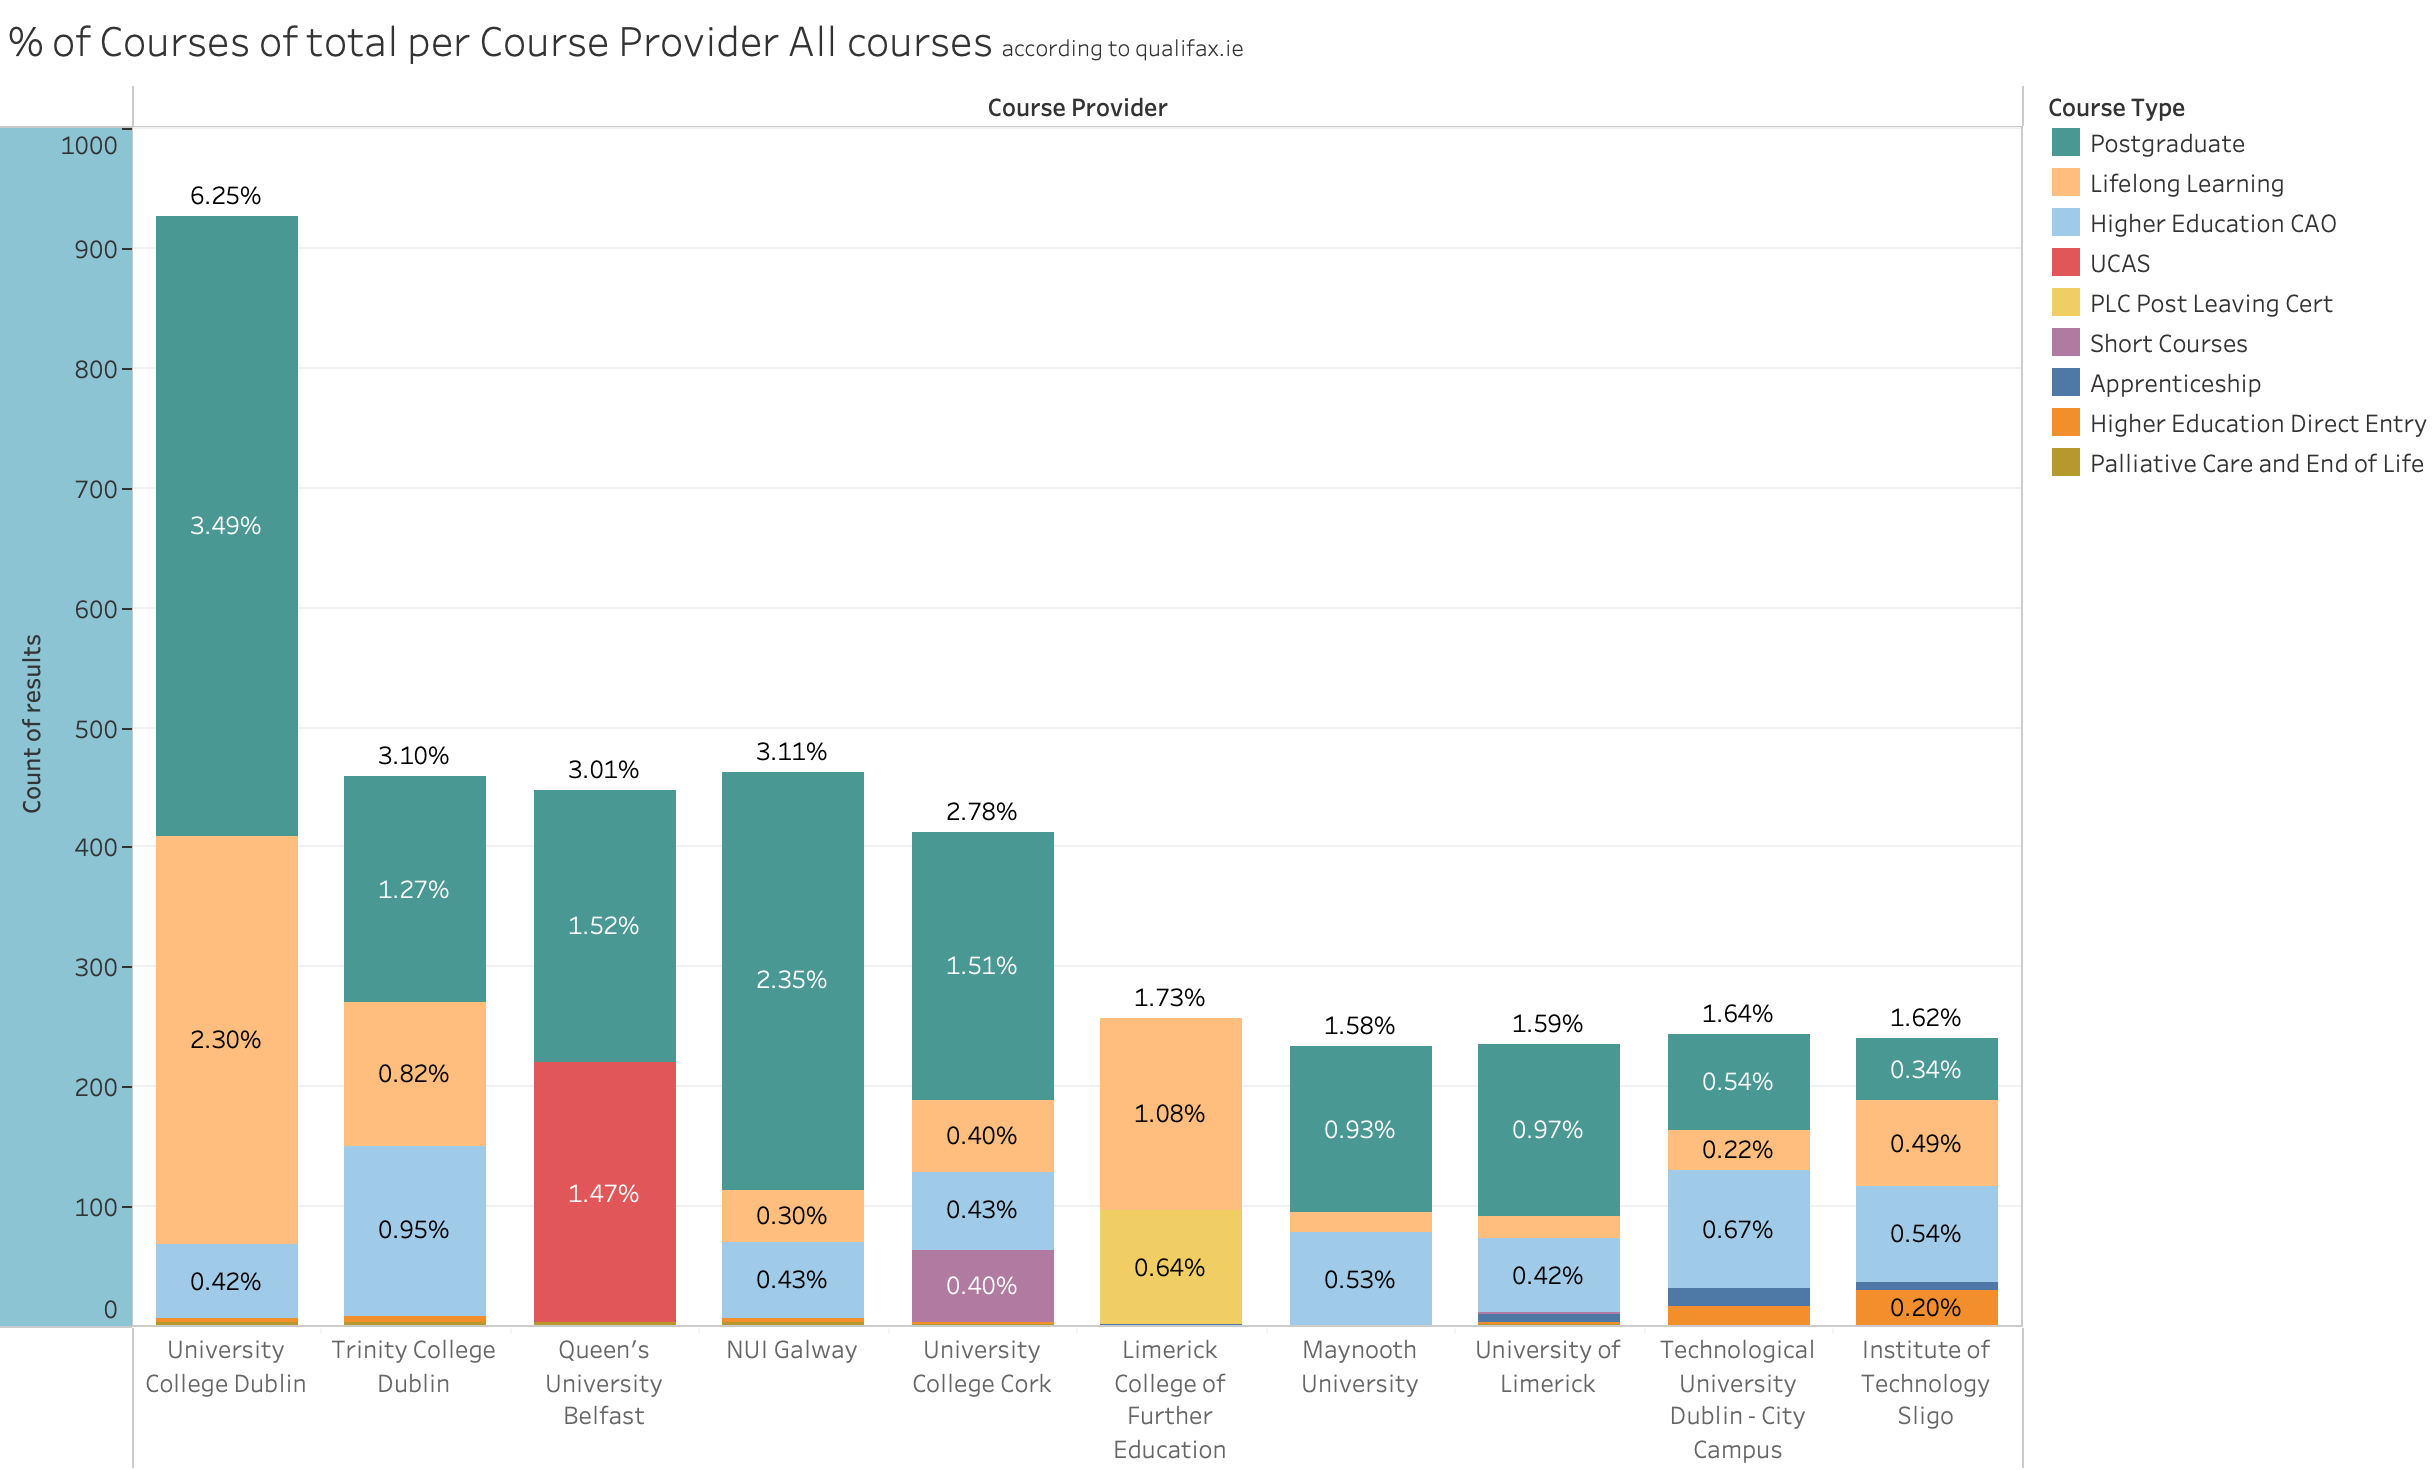 % of Courses of total per Course Provider All courses according to qualifax.ie
Course Provider
Course Type
Postgraduate
Lifelong Learning
Higher Education CAO
UCAS
PLC Post Leaving Cert
Short Courses
Apprenticeship
Higher Education Direct Entry
Palliative Care and End of Life
Count of results
1000
900
800
700
600
500
400
300
200
100
0
6.25%
3.49%
2.30%
0.42%
3.10%
1.27%
0.82%
0.95%
3.01%
1.52%
1.47%
3.11%
2.35%
0.30%
0.43%
2.78%
1.51%
0.40%
0.43%
0.40%
1.73%
1.08%
0.64%
1.58%
0.93%
0.53%
1.59%
0.97%
0.42%
1.64%
0.54%
0.22%
0.67%
1.62%
0.34%
0.49%
0.54%
0.20%
University
College Dublin
Trinity College
Dublin
Queen’s
University
Belfast
NUI Galway
University
College Cork
Limerick
College of
Further
Education
Maynooth
University
University of
Limerick
Technological
University
Dublin - City
Campus
Institute of
Technology
Sligo